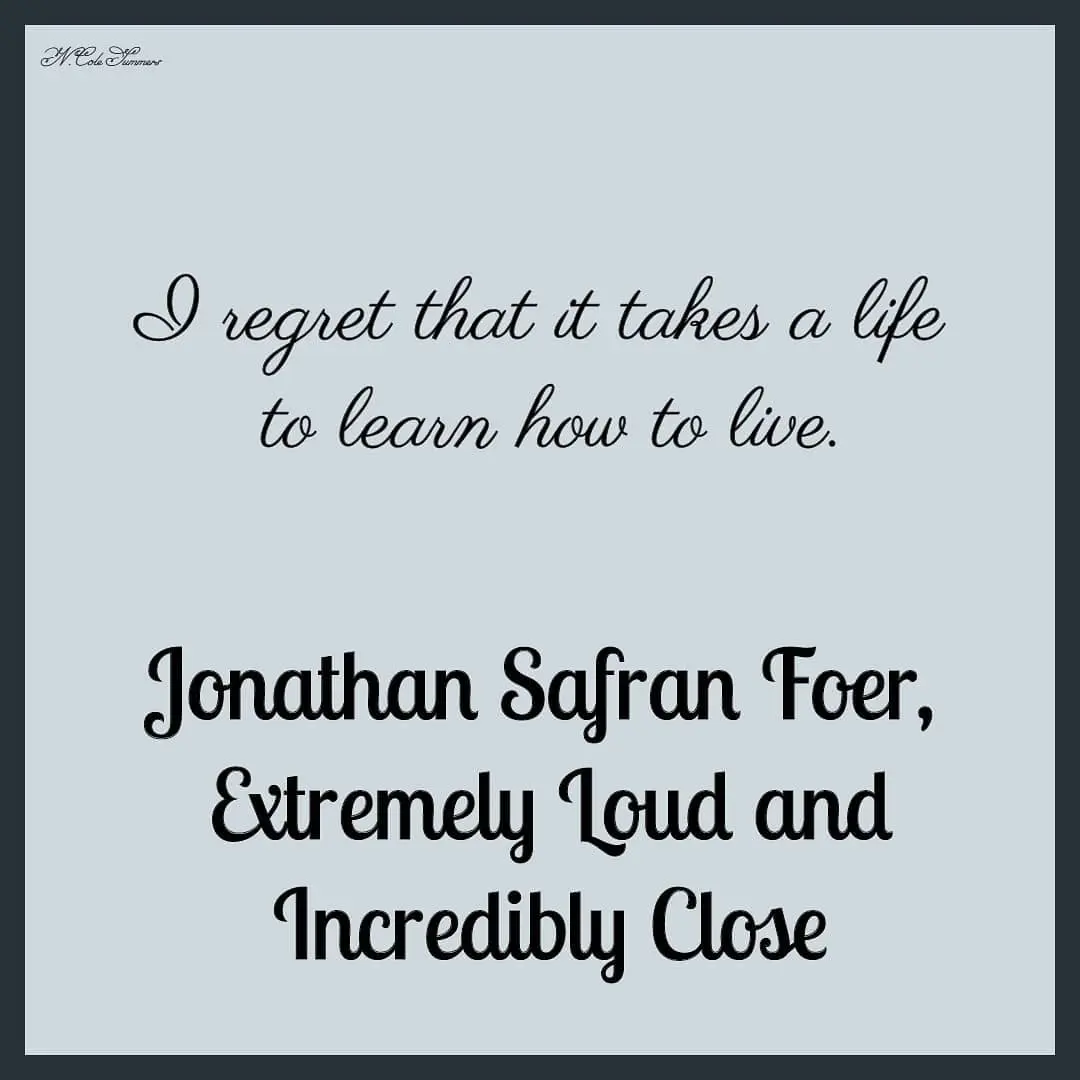 N. Cole Summers
I regret that it takes a life
to learn how to live.
Jonathan Safran Foer,
Extremely Loud and
Incredibly Close